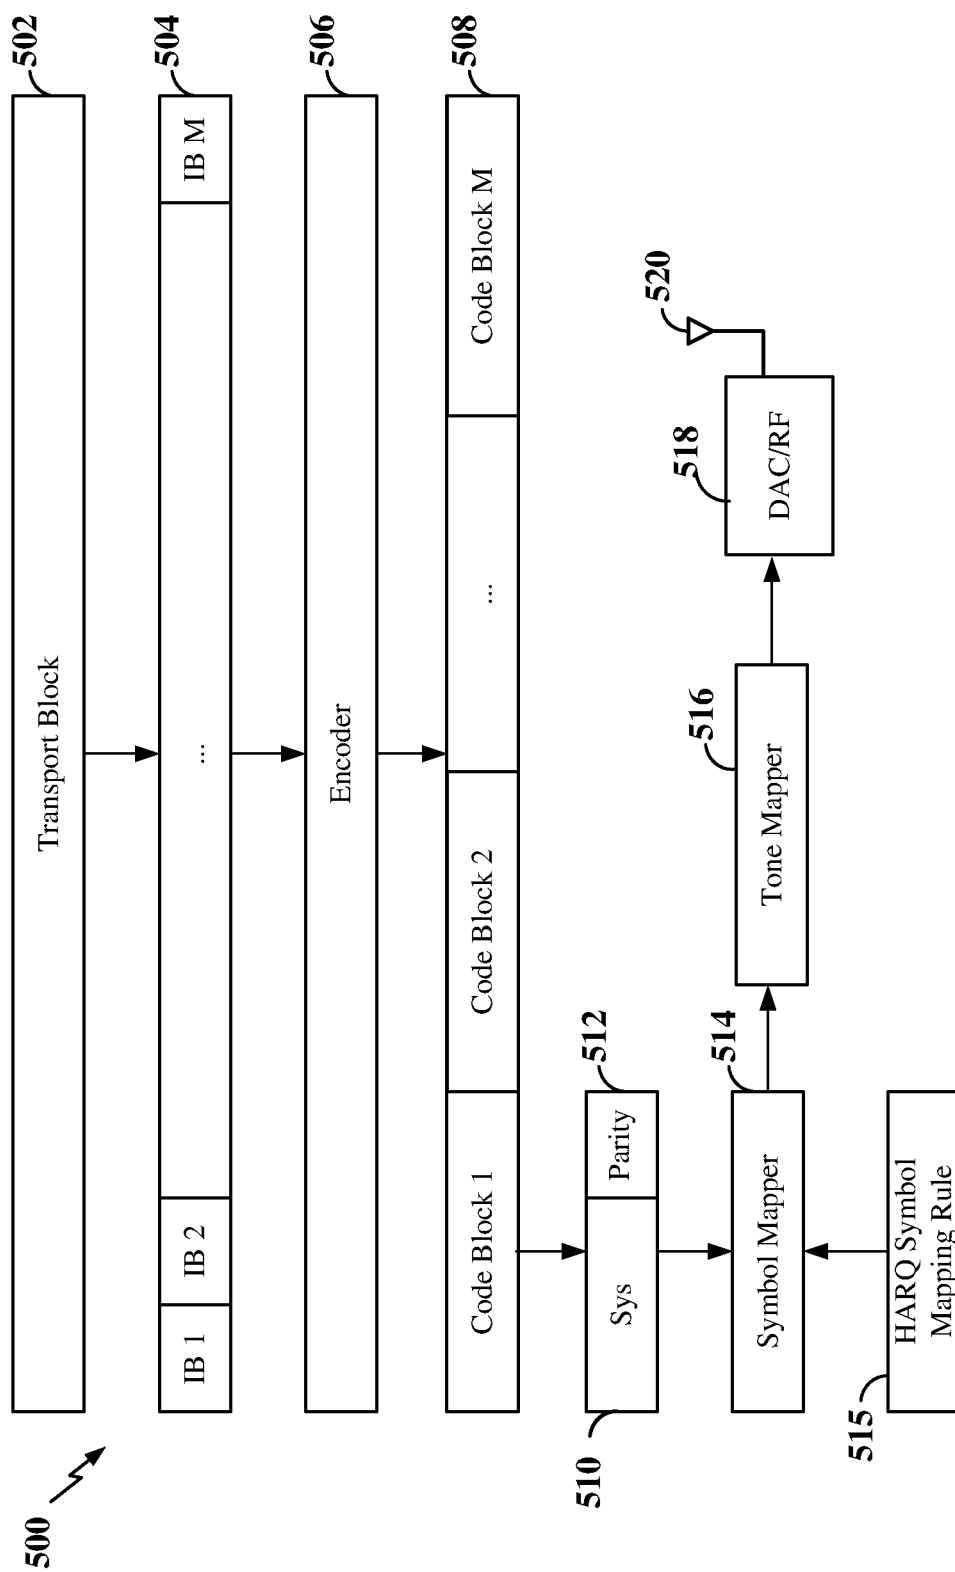 500
502
Transport Block
504
IB 1
IB 2
...
IB M
506
Encoder
508
Code Block 1
Code Block 2
...
Code Block M
510
Sys
Parity
512
514
Symbol Mapper
516
Tone Mapper
518
DAC/RF
520
515
HARQ Symbol
Mapping Rule